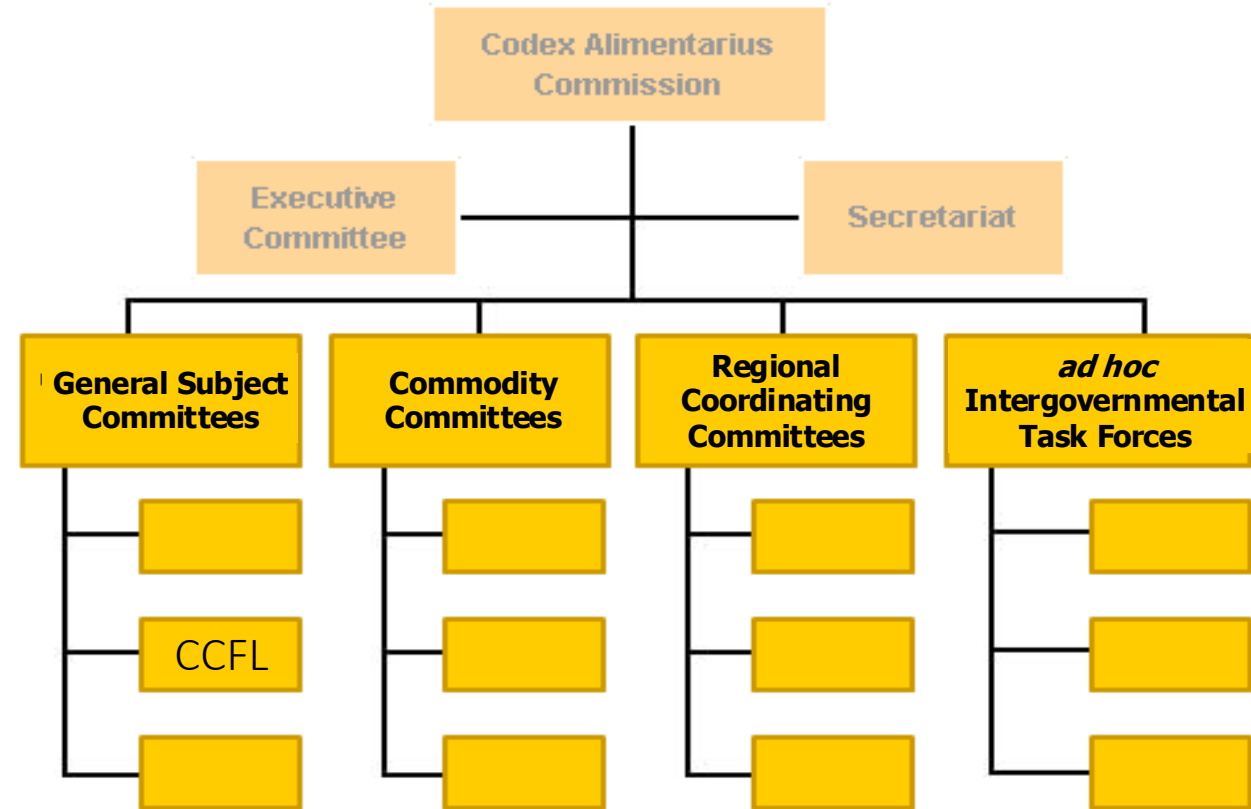 Codex Alimentarius
Commission
Executive
Committee
Secretariat
General Subject
Committees
Commodity
Committees
Regional
Coordinating
Committees
ad hoc
Intergovernmental
Task Forces
CCFL